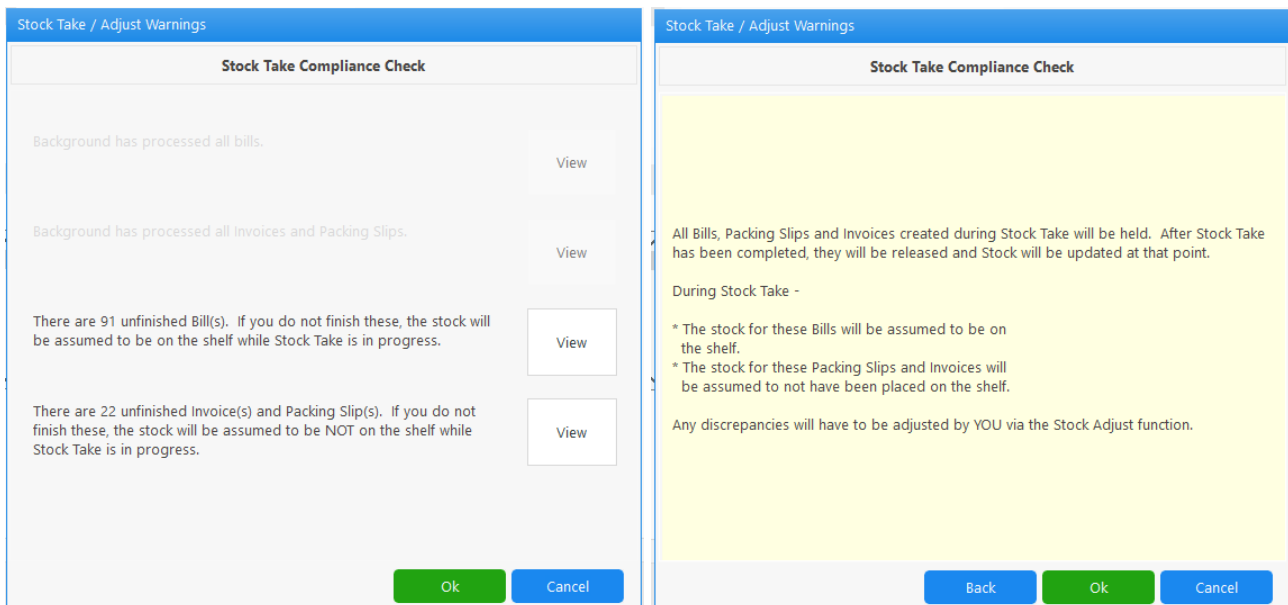 Stock Take / Adjust Warnings
Stock Take Compliance Check
Background has processed all bills.
View
Background has processed all Invoices and Packing Slips.
View
There are 91 unfinished Bill(s).  If you do not finish these, the stock will
be assumed to be on the shelf while Stock Take is in progress.
View
There are 22 unfinished Invoice(s) and Packing Slip(s).  If you do not
finish these, the stock will be assumed to be NOT on the shelf while
Stock Take is in progress.
View
Ok
Cancel
Stock Take / Adjust Warnings
Stock Take Compliance Check
All Bills, Packing Slips and Invoices created during Stock Take will be held.  After Stock Take
has been completed, they will be released and Stock will be updated at that point.
During Stock Take -
* The stock for these Bills will be assumed to be on
the shelf.
* The stock for these Packing Slips and Invoices will
be assumed to not have been placed on the shelf.
Any discrepancies will have to be adjusted by YOU via the Stock Adjust function.
Back
Ok
Cancel